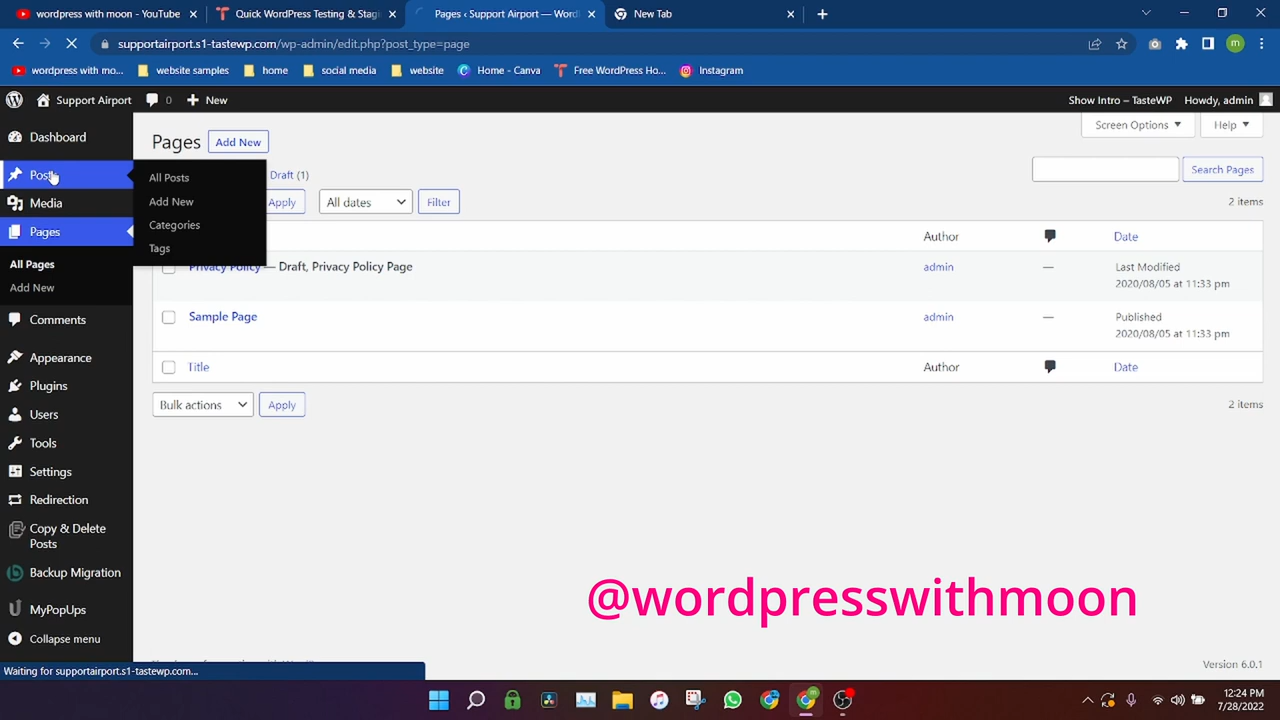 wordpress with moon - YouTube
Quick WordPress Testing & Stagi
Pages ‹ Support Airport — Word
New Tab
supportairport.s1-tastewp.com/wp-admin/edit.php?post_type=page
wordpress with mo...
website samples
home
social media
website
Home - Canva
Free WordPress Ho...
Instagram
Support Airport
0
New
Show Intro – TasteWP
Howdy, admin
Dashboard
Posts
Media
Pages
All Pages
Add New
Comments
Appearance
Plugins
Users
Tools
Settings
Redirection
Copy & Delete
Posts
Backup Migration
MyPopUps
Collapse menu
All Posts
Add New
Categories
Tags
Pages
Add New
Screen Options
Help
Draft (1)
Search Pages
Apply
All dates
Filter
2 items
Author
Date
Privacy Policy — Draft, Privacy Policy Page
admin
—
Last Modified
2020/08/05 at 11:33 pm
Sample Page
admin
—
Published
2020/08/05 at 11:33 pm
Title
Author
Date
Bulk actions
Apply
2 items
@wordpresswithmoon
Version 6.0.1
Waiting for supportairport.s1-tastewp.com...
12:24 PM
7/28/2022